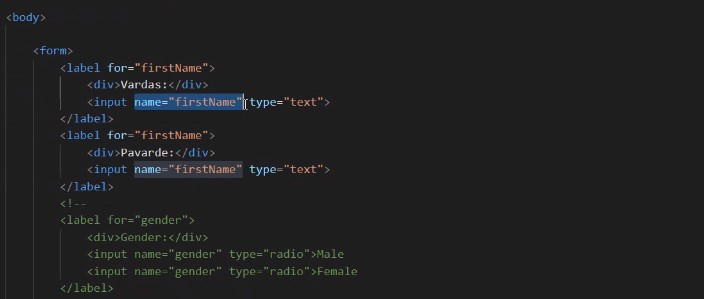 <body>
<form>
<label for="firstName">
<div>Vardas:</div>
<input name="firstName" type="text">
</label>
<label for="firstName">
<div>Pavarde:</div>
<input name="firstName" type="text">
</label>
<!--
<label for="gender">
<div>Gender:</div>
<input name="gender" type="radio">Male
<input name="gender" type="radio">Female
</label>